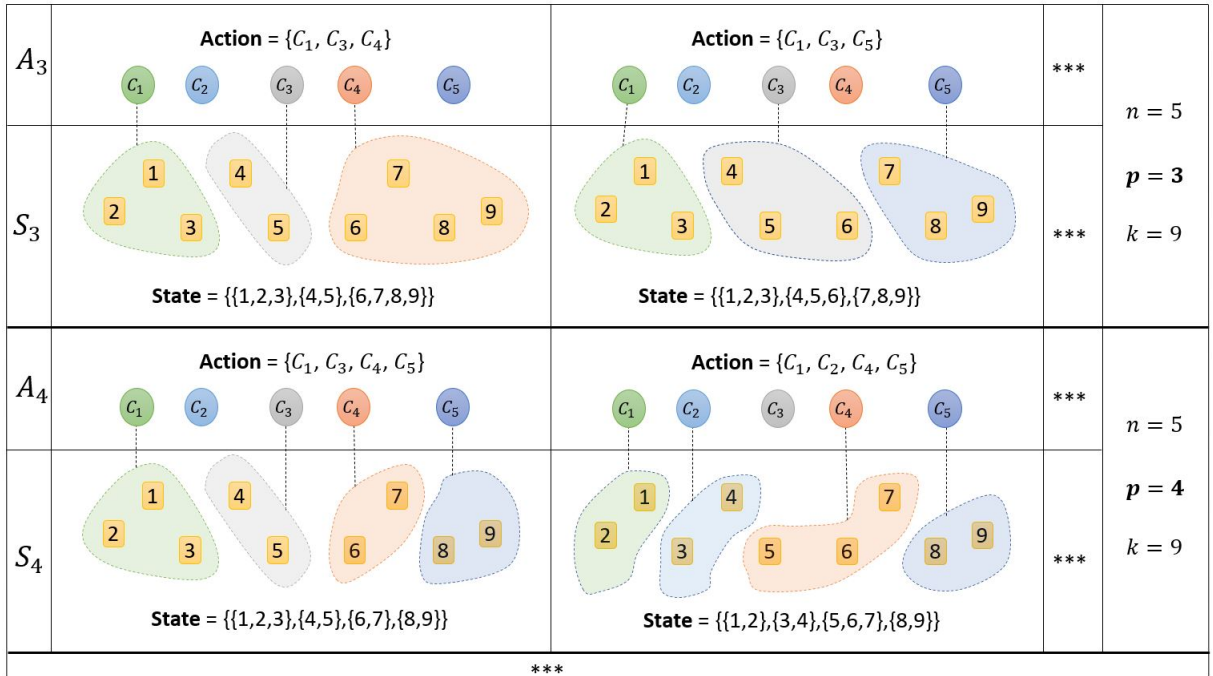 A₃
Action = {C₁, C₃, C₄}
C₁ C₂ C₃ C₄ C₅
Action = {C₁, C₃, C₅}
C₁ C₂ C₃ C₄ C₅
***
n = 5
p = 3
k = 9
S₃
1
4
7
2
9
3
5
6
8
State = {{1,2,3},{4,5},{6,7,8,9}}
1
4
7
2
9
3
5
6
8
State = {{1,2,3},{4,5,6},{7,8,9}}
***
A₄
Action = {C₁, C₃, C₄, C₅}
C₁ C₂ C₃ C₄ C₅
Action = {C₁, C₂, C₄, C₅}
C₁ C₂ C₃ C₄ C₅
***
n = 5
p = 4
k = 9
S₄
1
4
7
2
9
3
5
6
8
State = {{1,2,3},{4,5},{6,7},{8,9}}
1
4
7
2
9
3
5
6
8
State = {{1,2},{3,4},{5,6,7},{8,9}}
***
***